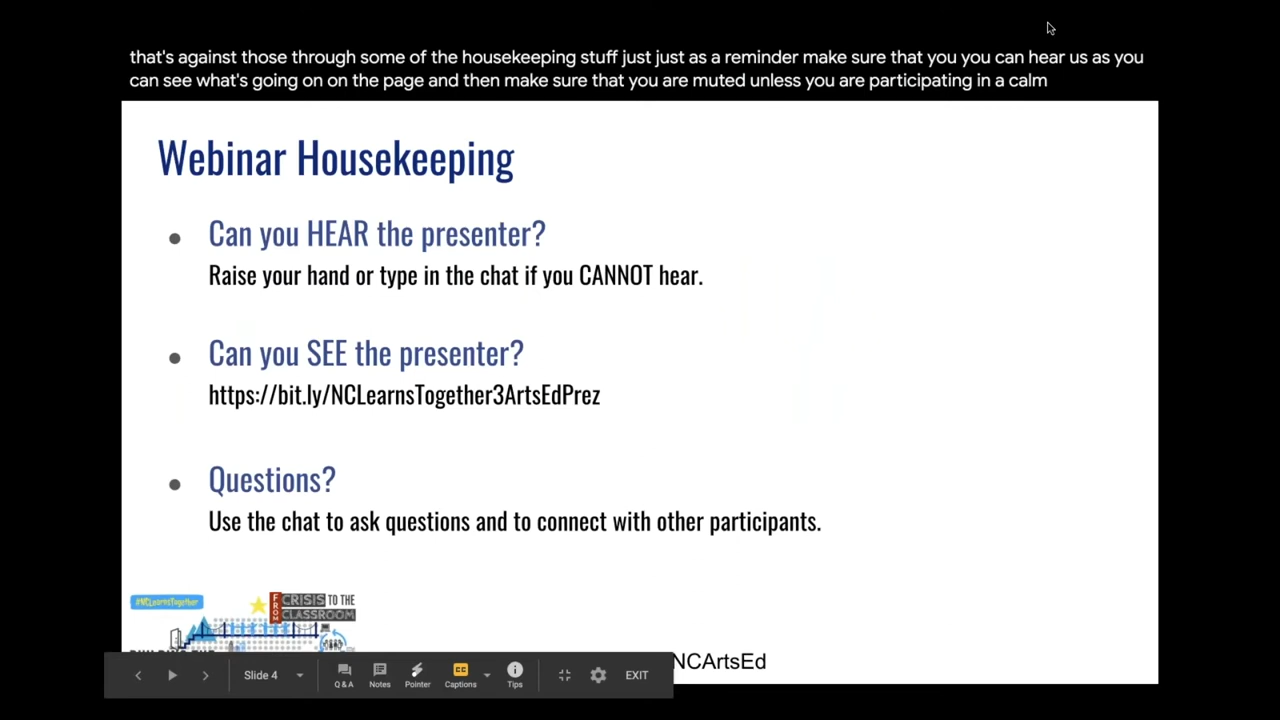 that's against those through some of the housekeeping stuff just just as a reminder make sure that you you can hear us as you
can see what's going on on the page and then make sure that you are muted unless you are participating in a calm
Webinar Housekeeping
Can you HEAR the presenter?
Raise your hand or type in the chat if you CANNOT hear.
Can you SEE the presenter?
https://bit.ly/NCLearnsTogether3ArtsEdPrez
Questions?
Use the chat to ask questions and to connect with other participants.
#NCLearnsTogether
FROM CRISIS TO THE
CLASSROOM
NCArtsEd
Slide 4
Q & A
Notes
Pointer
CC
Captions
Tips
EXIT